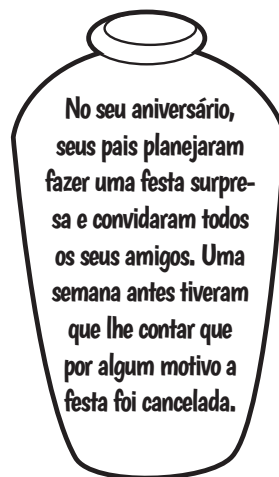 No seu aniversário,
seus pais planejaram
fazer uma festa surpre-
sa e convidaram todos
os seus amigos. Uma
semana antes tiveram
que lhe contar que
por algum motivo a
festa foi cancelada.